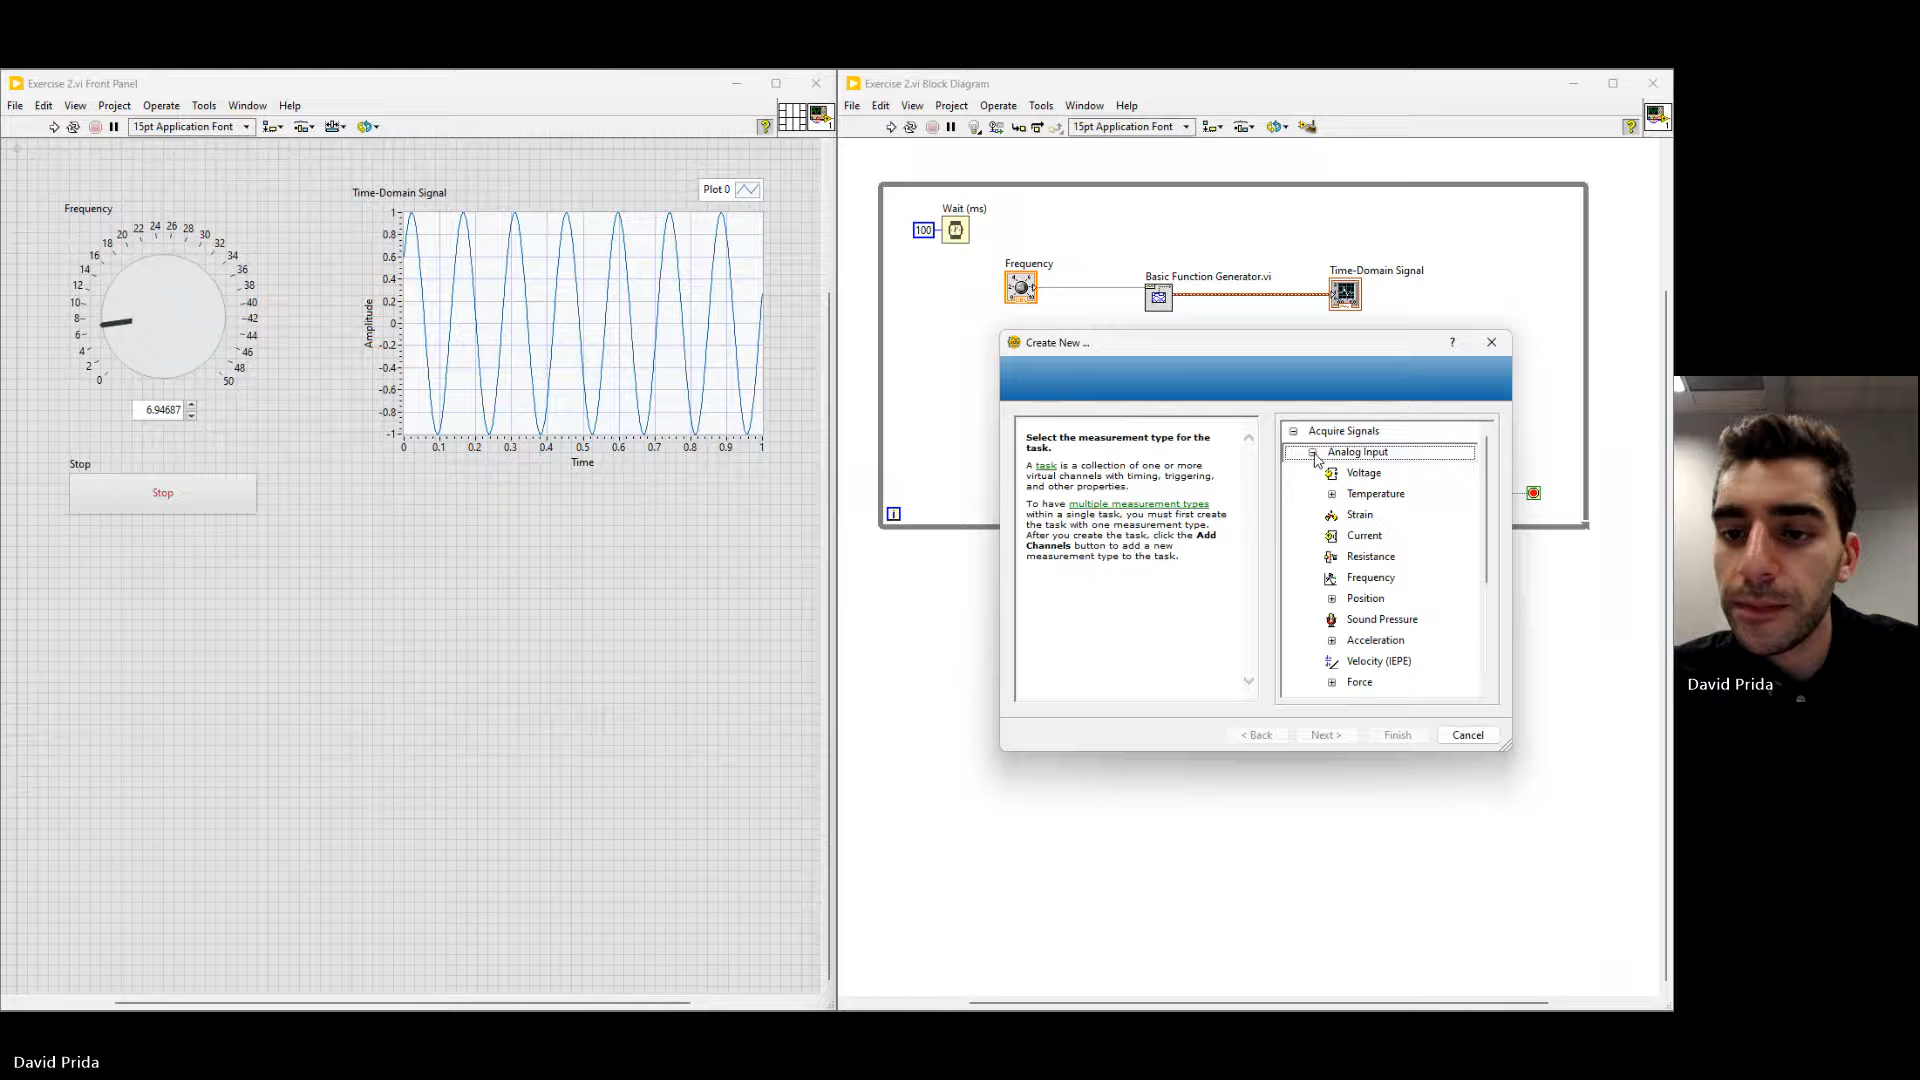 Exercise 2.vi Front Panel
File Edit View Project Operate Tools Window Help
15pt Application Font
1
Frequency
0 2 4 6 8 10 12 14 16 18 20 22 24 26 28 30 32 34 36 38 40 42 44 46 48 50
6.94687
Stop
Stop
Time-Domain Signal
Plot 0
Amplitude
1
0.8
0.6
0.4
0.2
0
-0.2
-0.4
-0.6
-0.8
-1
0 0.1 0.2 0.3 0.4 0.5 0.6 0.7 0.8 0.9 1
Time
Exercise 2.vi Block Diagram
File Edit View Project Operate Tools Window Help
15pt Application Font
1
Wait (ms)
100
Frequency
Basic Function Generator.vi
Time-Domain Signal
i
Create New ...
?
Select the measurement type for the
task.
A task is a collection of one or more
virtual channels with timing, triggering,
and other properties.
To have multiple measurement types
within a single task, you must first create
the task with one measurement type.
After you create the task, click the Add
Channels button to add a new
measurement type to the task.
Acquire Signals
Analog Input
Voltage
Temperature
Strain
Current
Resistance
Frequency
Position
Sound Pressure
Acceleration
Velocity (IEPE)
Force
< Back Next > Finish Cancel
David Prida
David Prida